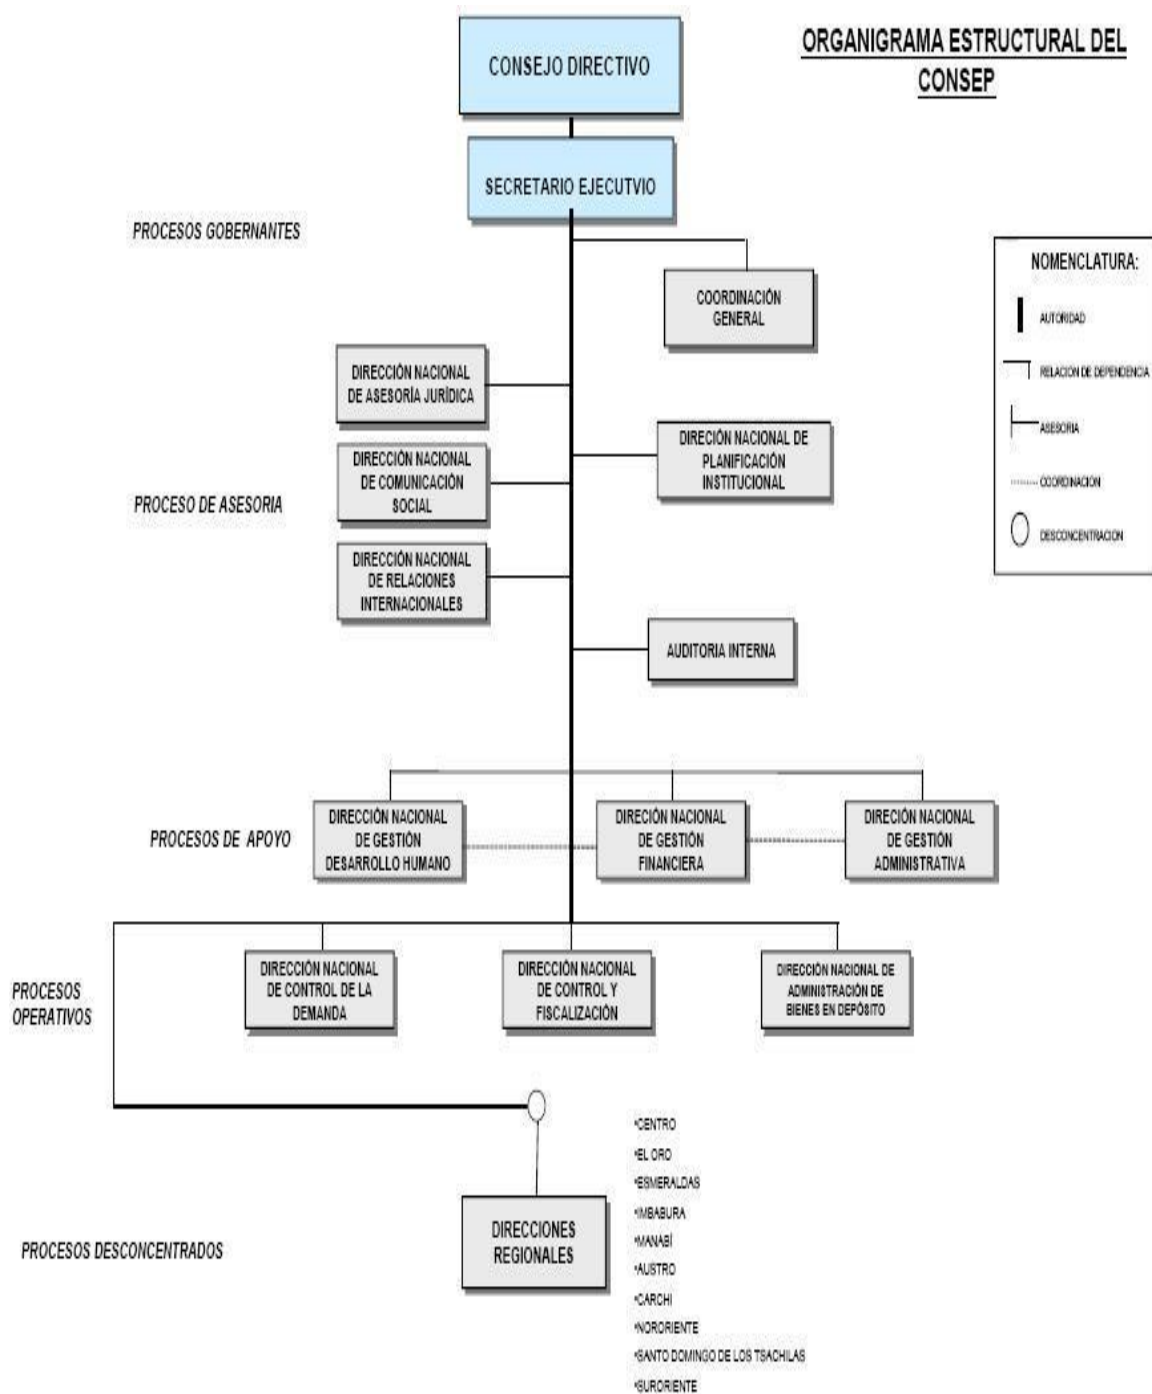 ORGANIGRAMA ESTRUCTURAL DEL
CONSEP
CONSEJO DIRECTIVO
SECRETARIO EJECUTVIO
PROCESOS GOBERNANTES
COORDINACIÓN
GENERAL
NOMENCLATURA:
AUTORIDAD
RELACION DE DEPENDENCIA
ASESORIA
COORDINACION
DESCONCENTRACION
DIRECCIÓN NACIONAL
DE ASESORÍA JURÍDICA
DIRECCIÓN NACIONAL
DE COMUNICACIÓN
SOCIAL
DIRECIÓN NACIONAL DE
PLANIFICACIÓN
INSTITUCIONAL
PROCESO DE ASESORIA
DIRECCIÓN NACIONAL
DE RELACIONES
INTERNACIONALES
AUDITORIA INTERNA
PROCESOS DE APOYO
DIRECCIÓN NACIONAL
DE GESTIÓN
DESARROLLO HUMANO
DIRECIÓN NACIONAL
DE GESTIÓN
FINANCIERA
DIRECIÓN NACIONAL
DE GESTIÓN
ADMINISTRATIVA
PROCESOS
OPERATIVOS
DIRECCIÓN NACIONAL
DE CONTROL DE LA
DEMANDA
DIRECCIÓN NACIONAL
DE CONTROL Y
FISCALIZACIÓN
DIRECCIÓN NACIONAL DE
ADMINISTRACIÓN DE
BIENES EN DEPÓSITO
PROCESOS DESCONCENTRADOS
DIRECCIONES
REGIONALES
•CENTRO
•EL ORO
•ESMERALDAS
•IMBABURA
•MANABÍ
•AUSTRO
•CARCHI
•NORORIENTE
•SANTO DOMINGO DE LOS TSACHILAS
•SURORIENTE